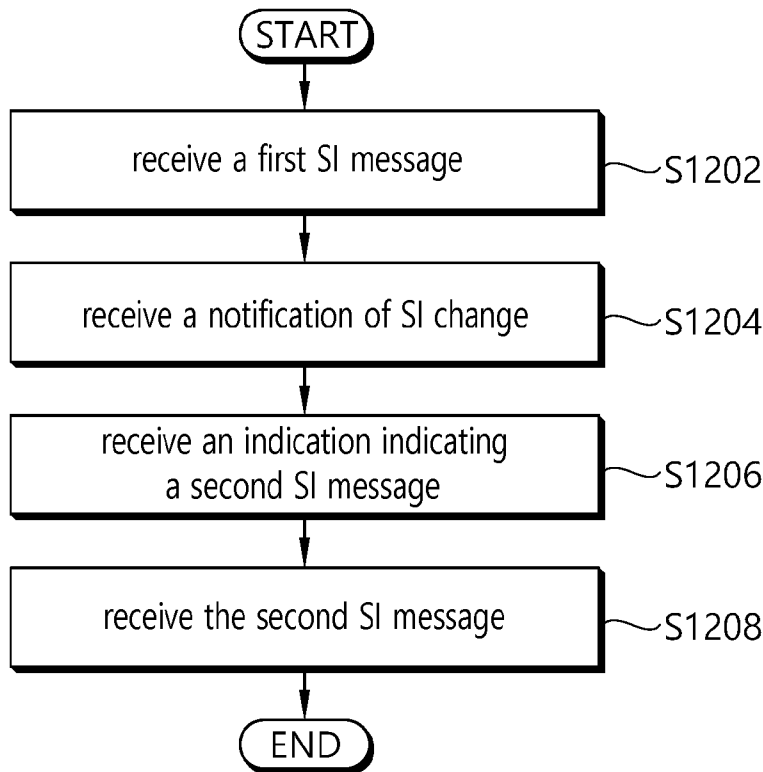 START
receive a first SI message
S1202
receive a notification of SI change
S1204
receive an indication indicating
a second SI message
S1206
receive the second SI message
S1208
END